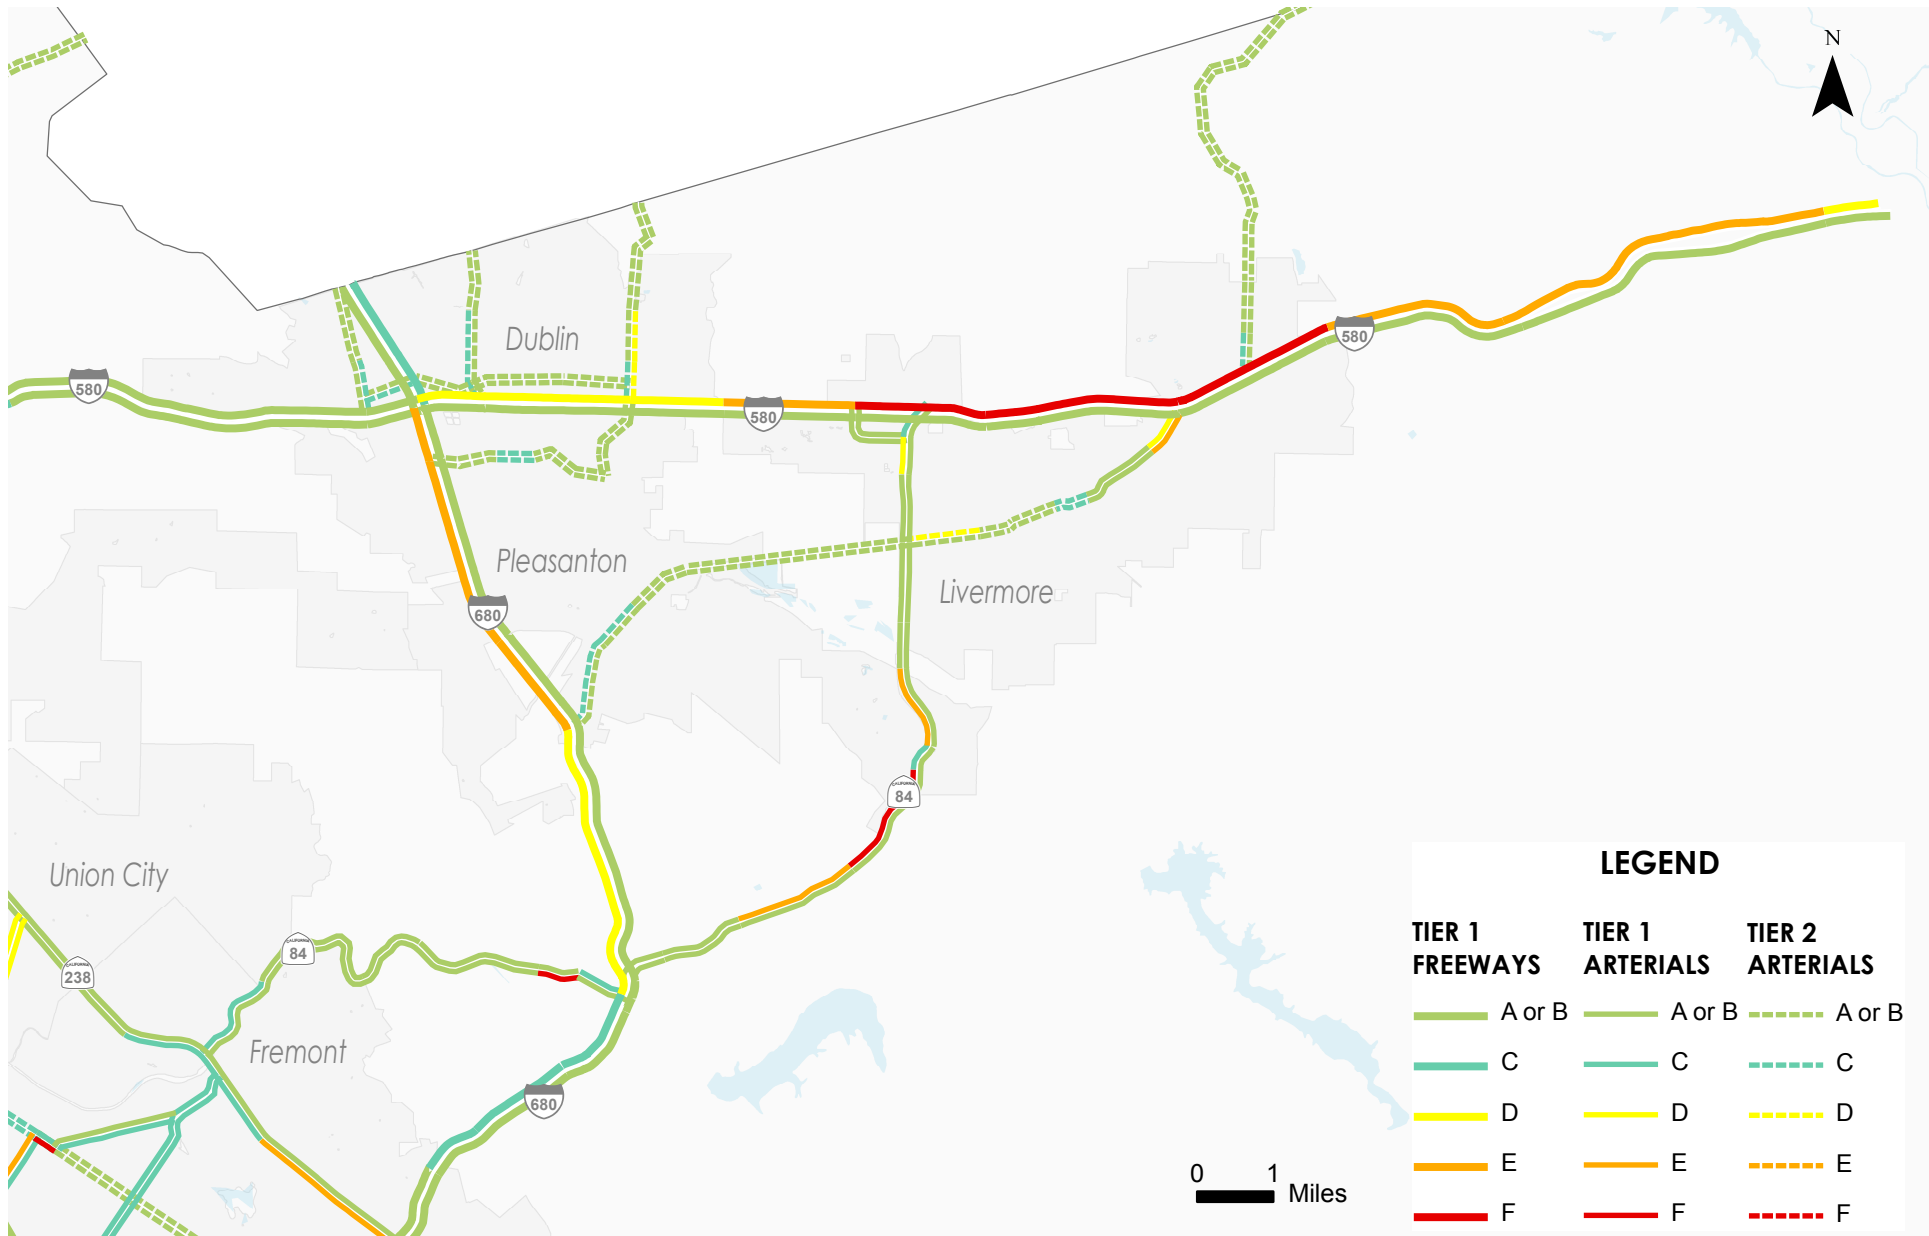 N
Dublin
580
580
580
Pleasanton
Livermore
680
84
Union City
84
238
Fremont
680
0 1
Miles
LEGEND
TIER 1 FREEWAYS
A or B
C
D
E
F
TIER 1 ARTERIALS
A or B
C
D
E
F
TIER 2 ARTERIALS
A or B
C
D
E
F